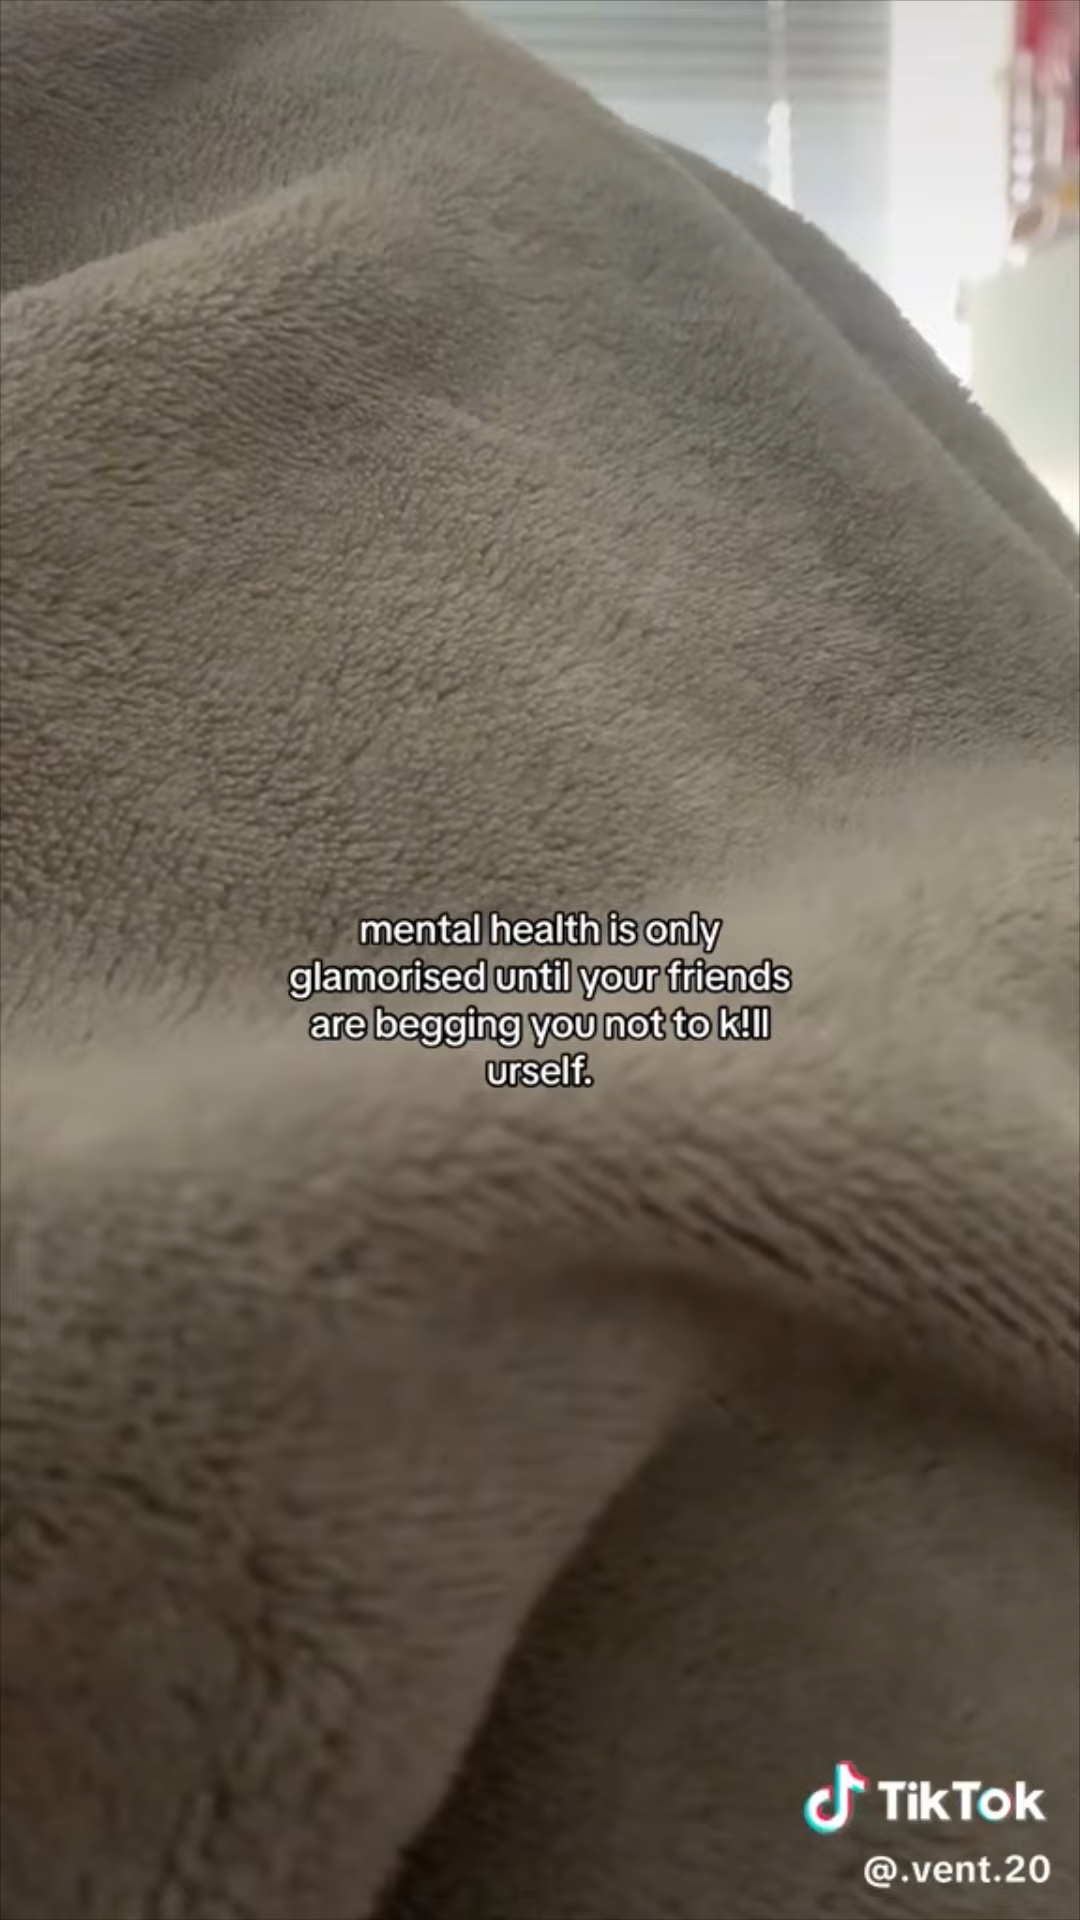 mental health is only
glamorised until your friends
are begging you not to k!ll
urself.
TikTok
@.vent.20